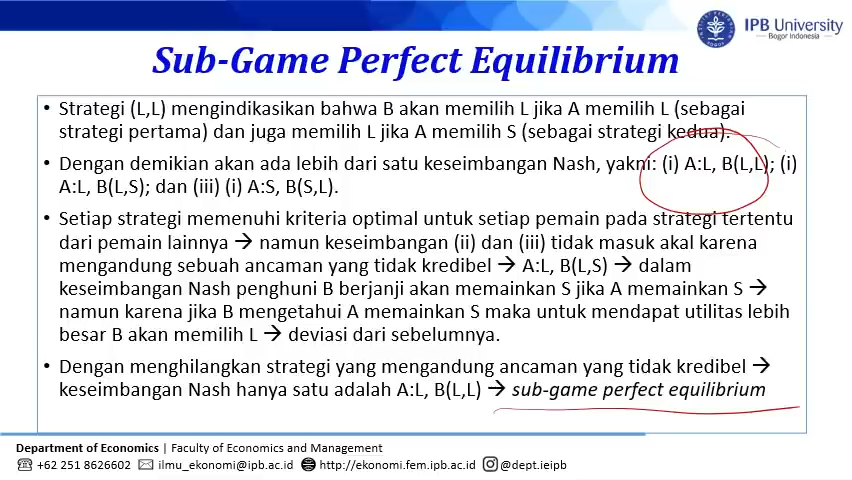 IPB University
Bogor Indonesia
Sub-Game Perfect Equilibrium
• Strategi (L,L) mengindikasikan bahwa B akan memilih L jika A memilih L (sebagai
strategi pertama) dan juga memilih L jika A memilih S (sebagai strategi kedua).
• Dengan demikian akan ada lebih dari satu keseimbangan Nash, yakni: (i) A:L, B(L,L); (i)
A:L, B(L,S); dan (iii) (i) A:S, B(S,L).
• Setiap strategi memenuhi kriteria optimal untuk setiap pemain pada strategi tertentu
dari pemain lainnya → namun keseimbangan (ii) dan (iii) tidak masuk akal karena
mengandung sebuah ancaman yang tidak kredibel → A:L, B(L,S) → dalam
keseimbangan Nash penghuni B berjanji akan memainkan S jika A memainkan S →
namun karena jika B mengetahui A memainkan S maka untuk mendapat utilitas lebih
besar B akan memilih L → deviasi dari sebelumnya.
• Dengan menghilangkan strategi yang mengandung ancaman yang tidak kredibel →
keseimbangan Nash hanya satu adalah A:L, B(L,L) → sub-game perfect equilibrium
Department of Economics | Faculty of Economics and Management
+62 251 8626602 ilmu_ekonomi@ipb.ac.id http://ekonomi.fem.ipb.ac.id @dept.ieipb